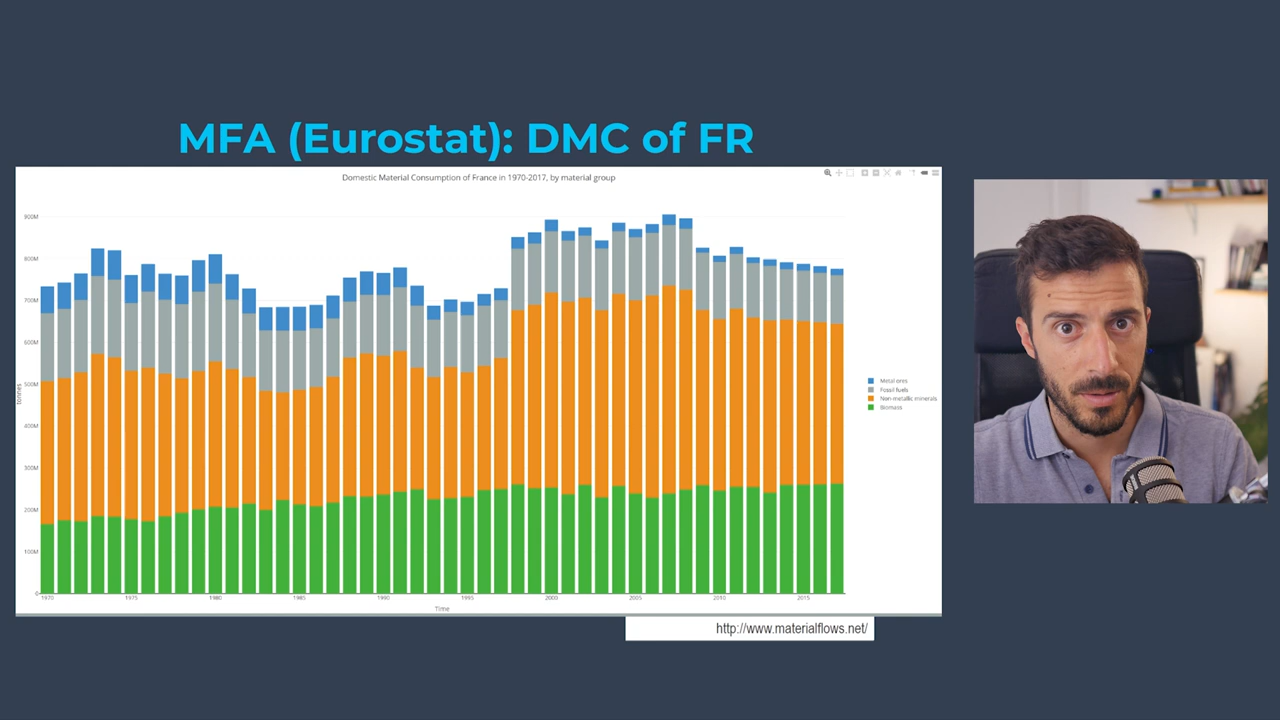 MFA (Eurostat): DMC of FR
Domestic Material Consumption of France in 1970-2017, by material group
900M
800M
700M
600M
500M
400M
300M
200M
100M
0
tonnes
1970 1975 1980 1985 1990 1995 2000 2005 2010 2015
Time
Metal ores
Fossil fuels
Non-metallic minerals
Biomass
http://www.materialflows.net/